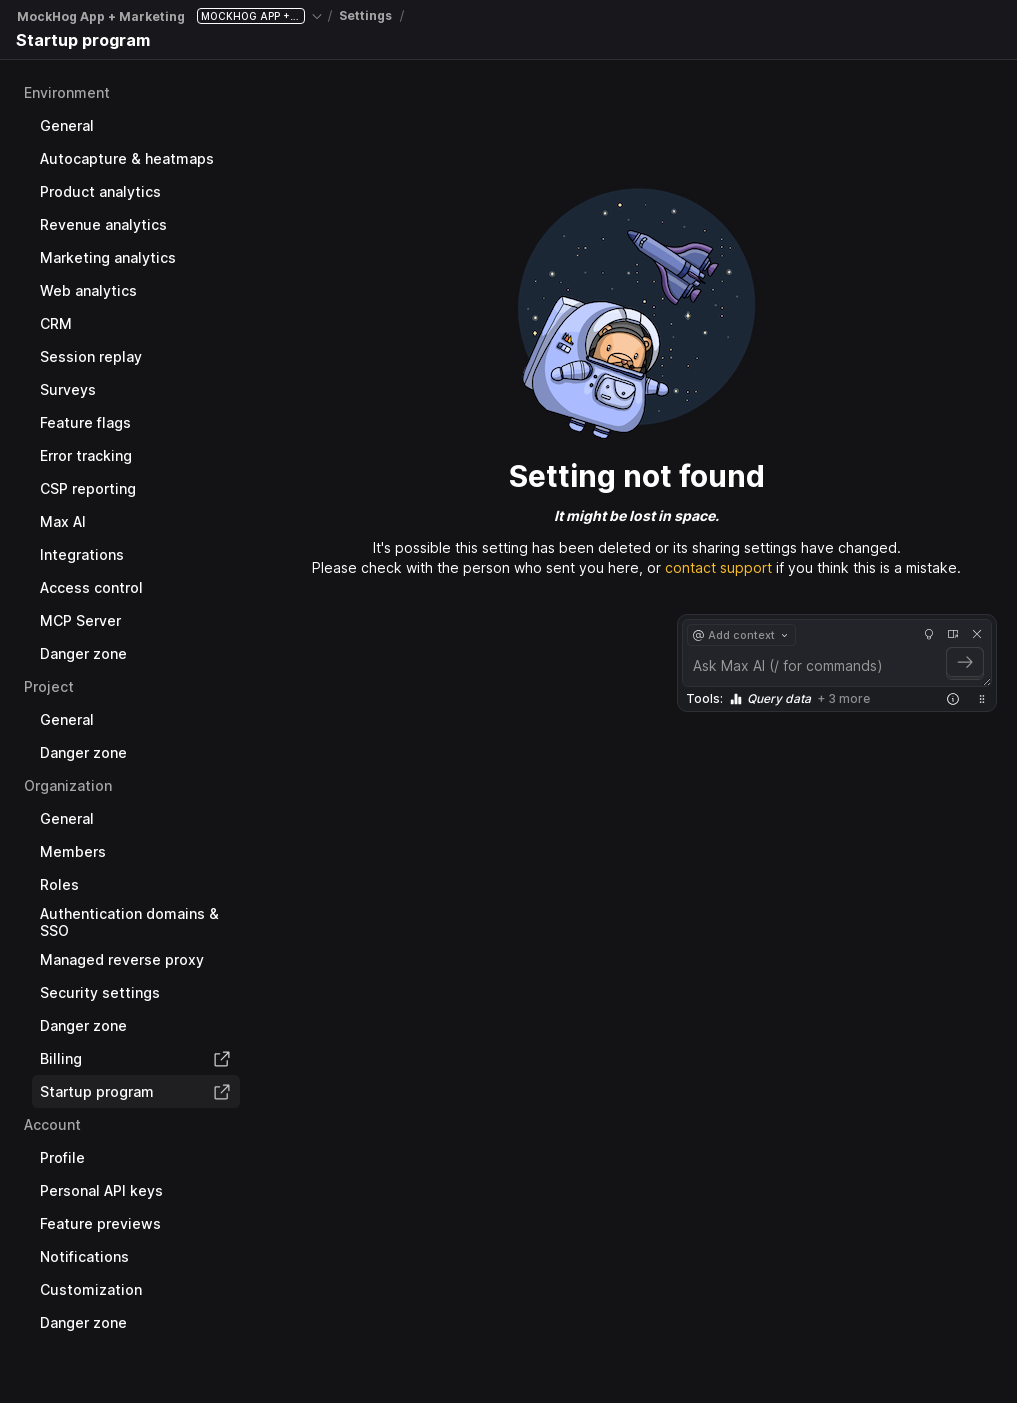 MockHog App + Marketing MOCKHOG APP +... / Settings /
Startup program
Environment
General
Autocapture & heatmaps
Product analytics
Revenue analytics
Marketing analytics
Web analytics
CRM
Session replay
Surveys
Feature flags
Error tracking
CSP reporting
Max AI
Integrations
Access control
MCP Server
Danger zone
Project
General
Danger zone
Organization
General
Members
Roles
Authentication domains &
SSO
Managed reverse proxy
Security settings
Danger zone
Billing
Startup program
Account
Profile
Personal API keys
Feature previews
Notifications
Customization
Danger zone
Setting not found
It might be lost in space.
It's possible this setting has been deleted or its sharing settings have changed.
Please check with the person who sent you here, or contact support if you think this is a mistake.
@ Add context
Ask Max AI (/ for commands)
Tools: Query data + 3 more